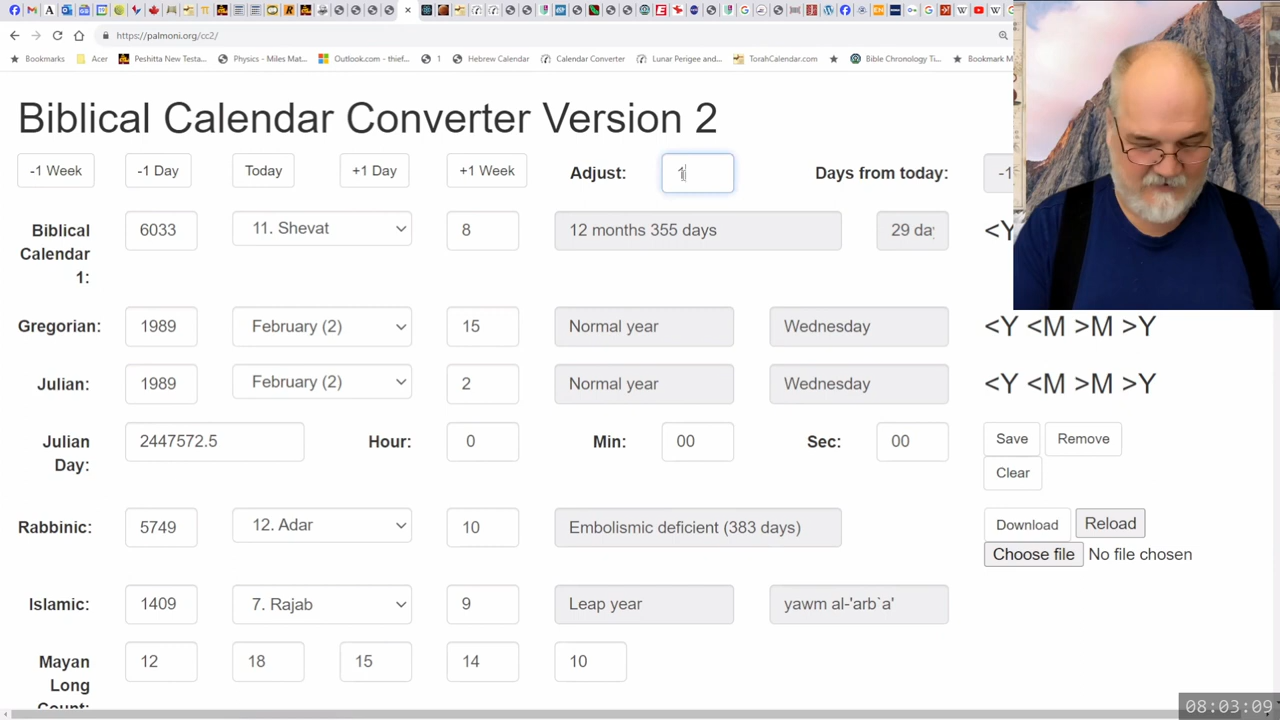 https://palmoni.org/cc2/
Bookmarks Acer Peshitta New Testa... Physics - Miles Mat... Outlook.com - thief... 1 Hebrew Calendar Calendar Converter Lunar Perigee and... TorahCalendar.com Bible Chronology Ti... Bookmark M
Biblical Calendar Converter Version 2
-1 Week -1 Day Today +1 Day +1 Week Adjust: 1 Days from today: -1
Biblical Calendar 1: 6033 11. Shevat 8 12 months 355 days 29 da <Y
Gregorian: 1989 February (2) 15 Normal year Wednesday <Y <M >M >Y
Julian: 1989 February (2) 2 Normal year Wednesday <Y <M >M >Y
Julian Day: 2447572.5 Hour: 0 Min: 00 Sec: 00 Save Remove
Clear
Rabbinic: 5749 12. Adar 10 Embolismic deficient (383 days) Download Reload
Choose file No file chosen
Islamic: 1409 7. Rajab 9 Leap year yawm al-'arb`a'
Mayan Long Count: 12 18 15 14 10
08:03:09